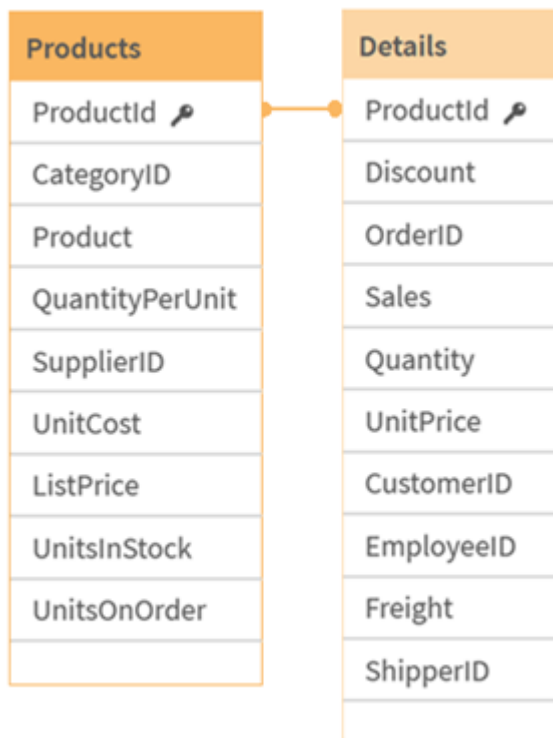 Products
ProductId
CategoryID
Product
QuantityPerUnit
SupplierID
UnitCost
ListPrice
UnitsInStock
UnitsOnOrder
Details
ProductId
Discount
OrderID
Sales
Quantity
UnitPrice
CustomerID
EmployeeID
Freight
ShipperID